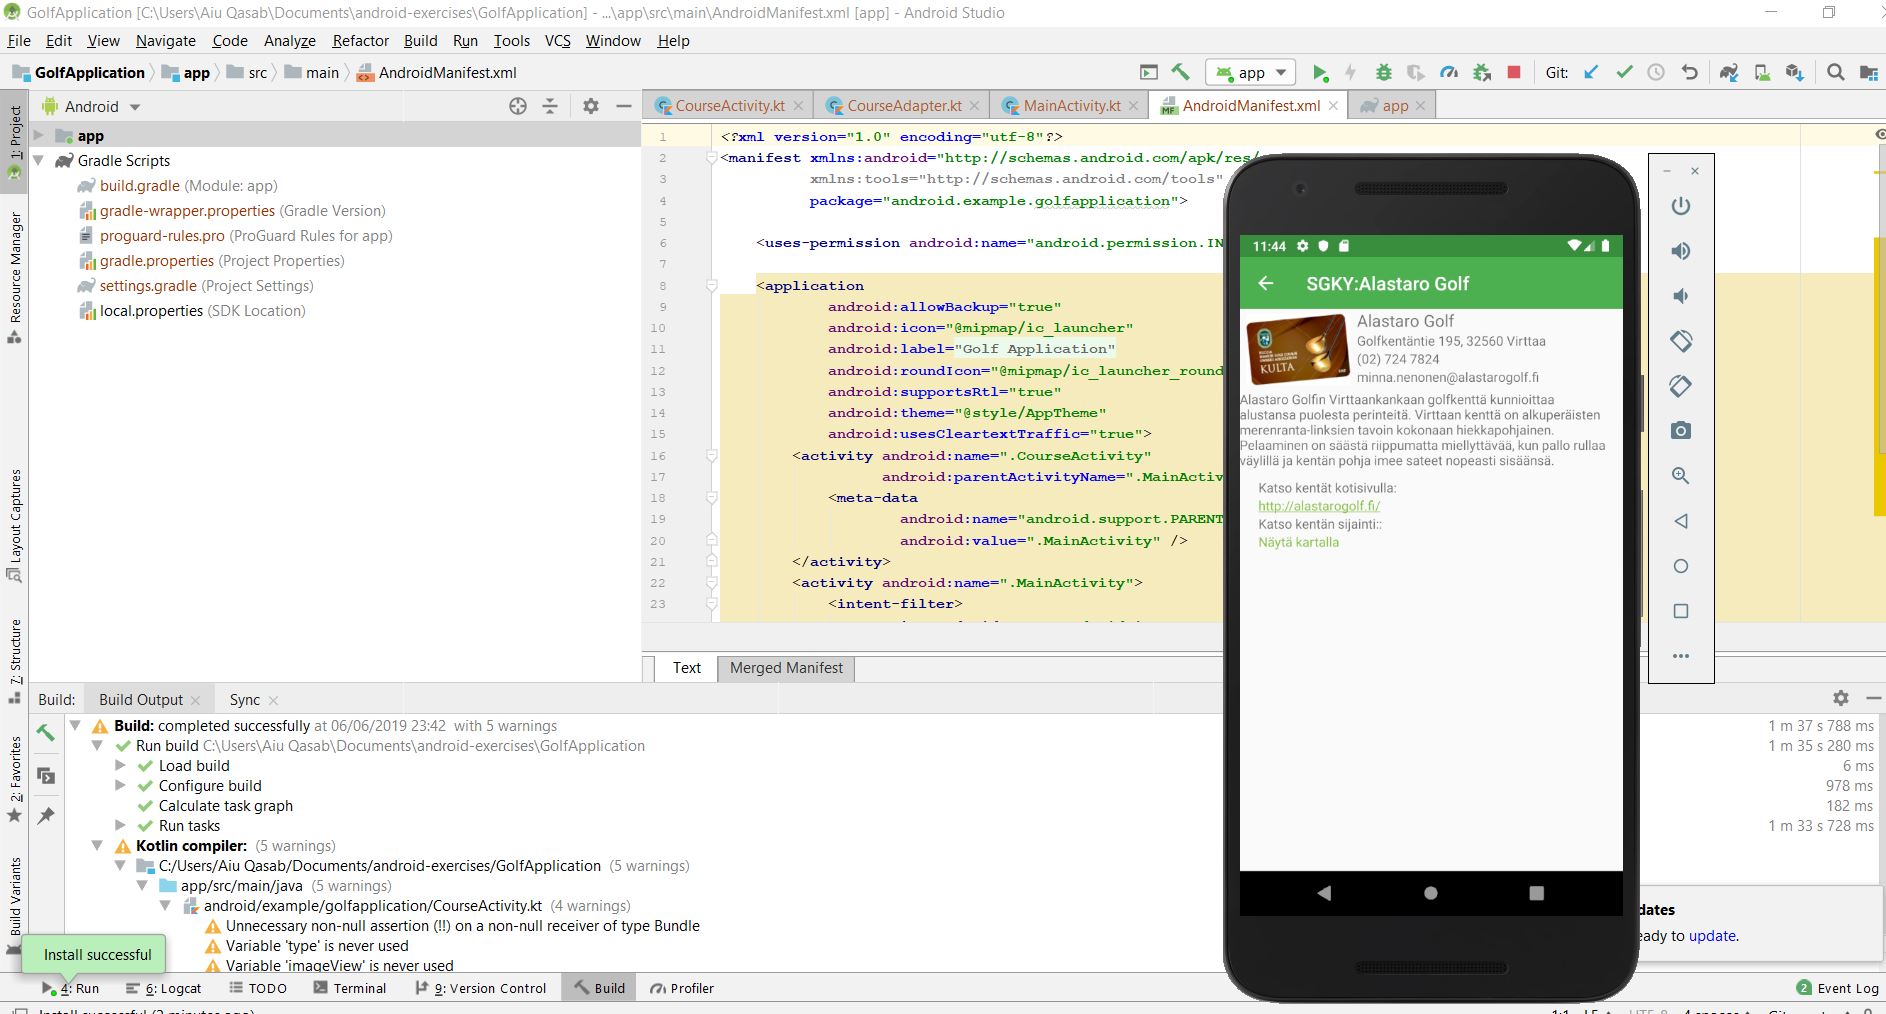 GolfApplication [C:\Users\Aiu Qasab\Documents\android-exercises\GolfApplication] - ...\app\src\main\AndroidManifest.xml [app] - Android Studio
File Edit View Navigate Code Analyze Refactor Build Run Tools VCS Window Help
GolfApplication app src main AndroidManifest.xml
app
Git:
1: Project
Resource Manager
Layout Captures
7: Structure
2: Favorites
Build Variants
Android
app
Gradle Scripts
build.gradle (Module: app)
gradle-wrapper.properties (Gradle Version)
proguard-rules.pro (ProGuard Rules for app)
gradle.properties (Project Properties)
settings.gradle (Project Settings)
local.properties (SDK Location)
CourseActivity.kt CourseAdapter.kt MainActivity.kt AndroidManifest.xml app
1 <?xml version="1.0" encoding="utf-8"?>
2 <manifest xmlns:android="http://schemas.android.com/apk/res/
3 xmlns:tools="http://schemas.android.com/tools"
4 package="android.example.golfapplication">
5
6 <uses-permission android:name="android.permission.IN
7
8 <application
9 android:allowBackup="true"
10 android:icon="@mipmap/ic_launcher"
11 android:label="Golf Application"
12 android:roundIcon="@mipmap/ic_launcher_round
13 android:supportsRtl="true"
14 android:theme="@style/AppTheme"
15 android:usesCleartextTraffic="true">
16 <activity android:name=".CourseActivity"
17 android:parentActivityName=".MainActiv
18 <meta-data
19 android:name="android.support.PARENT
20 android:value=".MainActivity" />
21 </activity>
22 <activity android:name=".MainActivity">
23 <intent-filter>
Text Merged Manifest
11:44
SGKY:Alastaro Golf
KULTA
Alastaro Golf
Golfkentäntie 195, 32560 Virttaa
(02) 724 7824
minna.nenonen@alastarogolf.fi
Alastaro Golfin Virttaankankaan golfkenttä kunnioittaa
alustansa puolesta perinteitä. Virttaan kenttä on alkuperäisten
merenranta-linksien tavoin kokonaan hiekkapohjainen.
Pelaaminen on säästä riippumatta miellyttävää, kun pallo rullaa
väylillä ja kentän pohja imee sateet nopeasti sisäänsä.
Katso kentät kotisivulla:
http://alastarogolf.fi/
Katso kentän sijainti::
Näytä kartalla
Build: Build Output Sync
Build: completed successfully at 06/06/2019 23:42 with 5 warnings 1 m 37 s 788 ms
Run build C:\Users\Aiu Qasab\Documents\android-exercises\GolfApplication 1 m 35 s 280 ms
Load build 6 ms
Configure build 978 ms
Calculate task graph 182 ms
Run tasks 1 m 33 s 728 ms
Kotlin compiler: (5 warnings)
C:/Users/Aiu Qasab/Documents/android-exercises/GolfApplication (5 warnings)
app/src/main/java (5 warnings)
android/example/golfapplication/CourseActivity.kt (4 warnings)
Unnecessary non-null assertion (!!) on a non-null receiver of type Bundle
Variable 'type' is never used
Variable 'imageView' is never used
dates
eady to update.
Install successful
4: Run 6: Logcat TODO Terminal 9: Version Control Build Profiler 2 Event Log